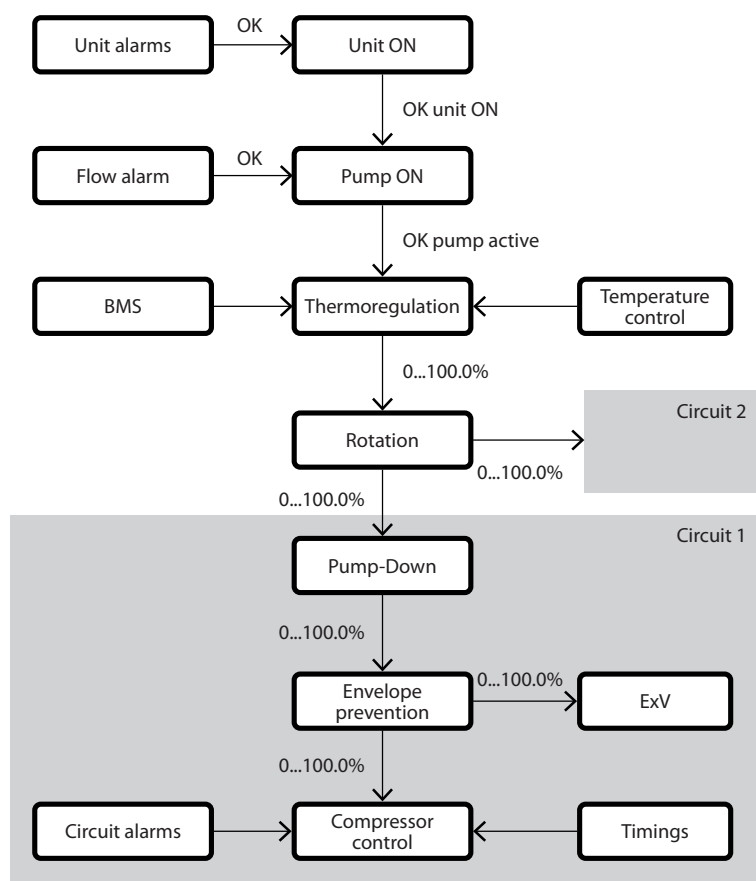 Unit alarms
OK
Unit ON
OK unit ON
Flow alarm
OK
Pump ON
OK pump active
BMS
Thermoregulation
Temperature
control
0...100.0%
Circuit 2
Rotation
0...100.0%
0...100.0%
Circuit 1
Pump-Down
0...100.0%
Envelope
prevention
0...100.0%
ExV
0...100.0%
Circuit alarms
Compressor
control
Timings